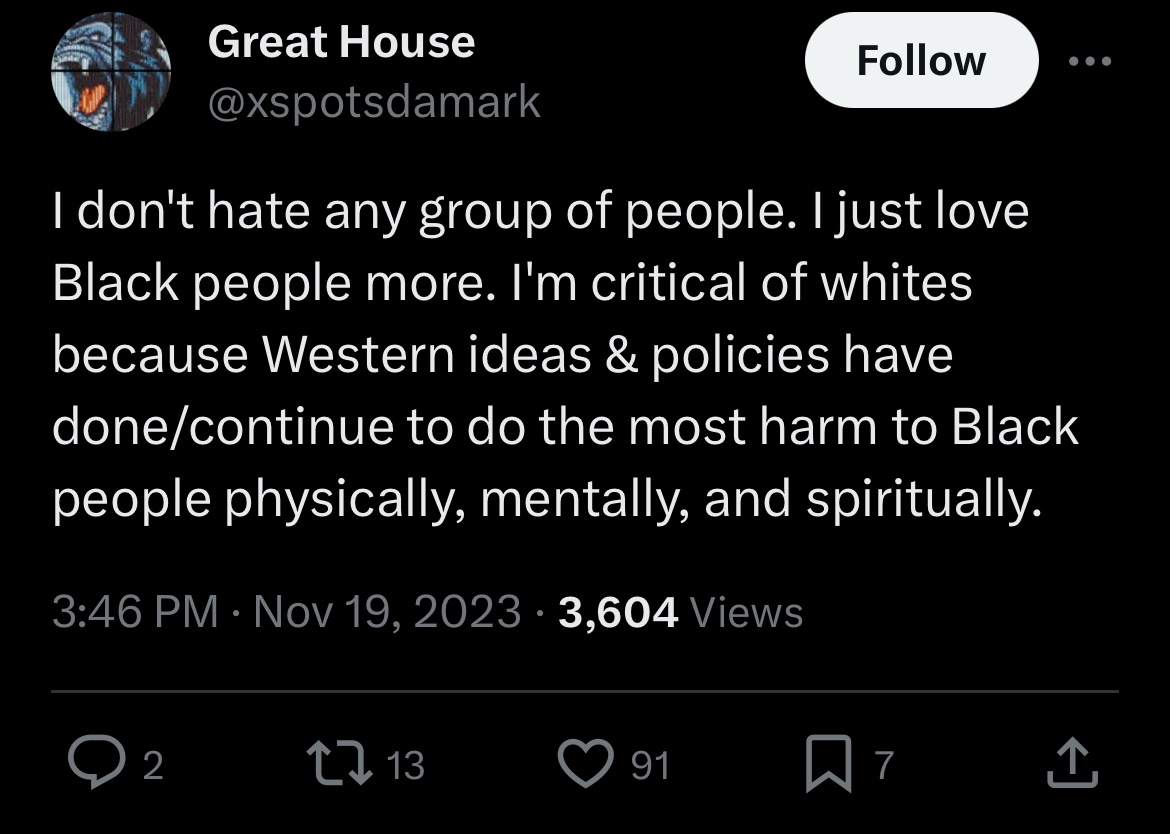 Great House
Follow
@xspotsdamark
I don't hate any group of people. I just love
Black people more. I'm critical of whites
because Western ideas & policies have
done/continue to do the most harm to Black
people physically, mentally, and spiritually.
3:46 PM · Nov 19, 2023 · 3,604 Views
2 13 91 7